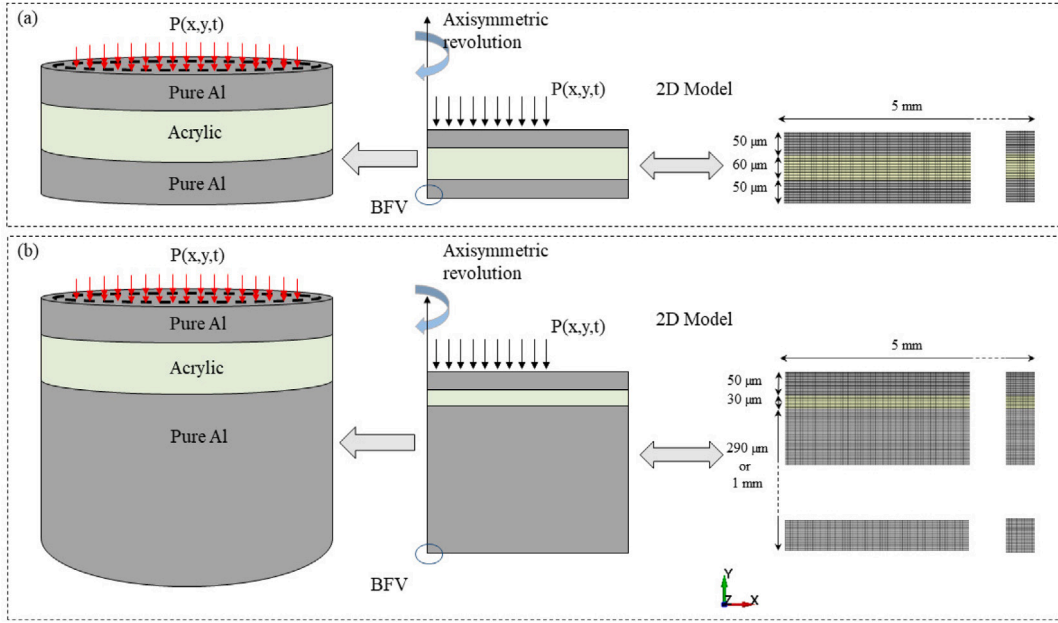 (a)
P(x,y,t)
Pure Al
Acrylic
Pure Al
Axisymmetric
revolution
P(x,y,t)
BFV
2D Model
5 mm
50 µm
60 µm
50 µm
(b)
P(x,y,t)
Pure Al
Acrylic
Pure Al
Axisymmetric
revolution
P(x,y,t)
BFV
2D Model
5 mm
50 µm
30 µm
290 µm
or
1 mm
Y
Z
X